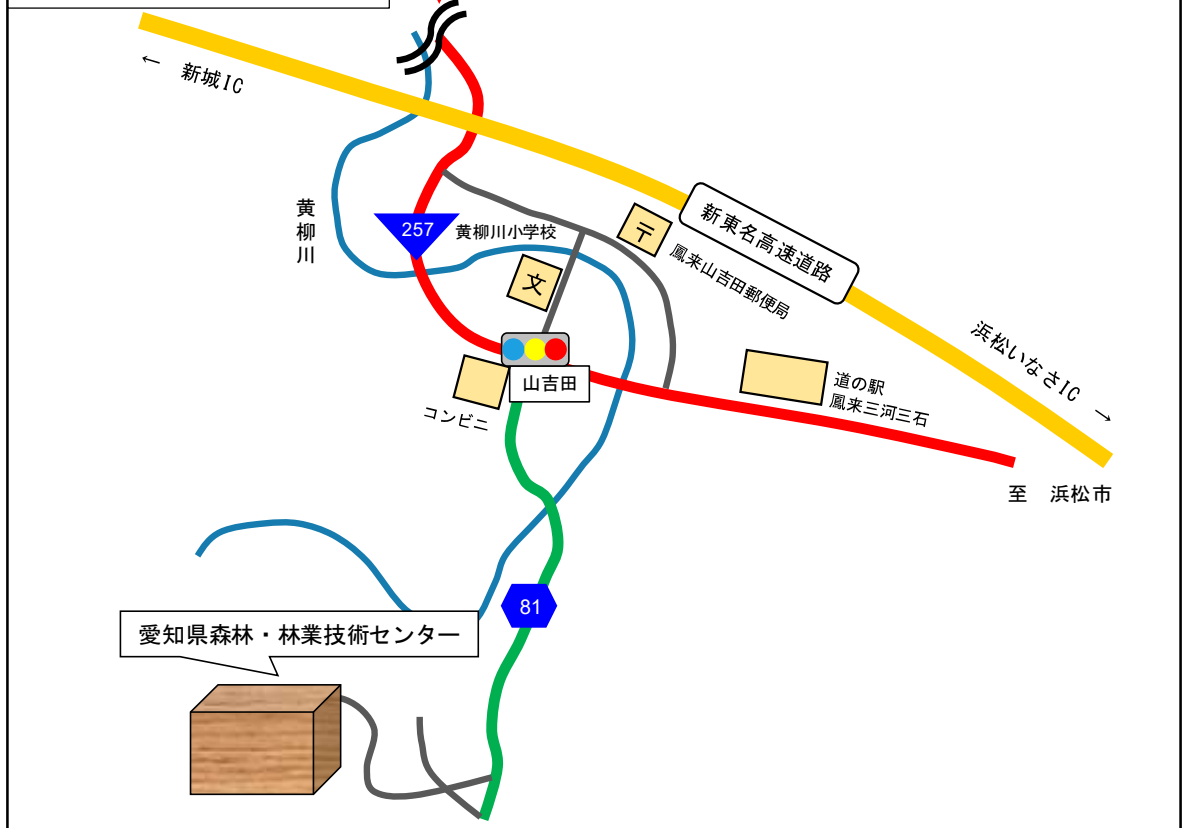 ← 新城IC
黄柳川
257
黄柳川小学校
〒
文
鳳来山吉田郵便局
新東名高速道路
浜松いなさIC →
山吉田
コンビニ
道の駅
鳳来三河三石
至　浜松市
81
愛知県森林・林業技術センター